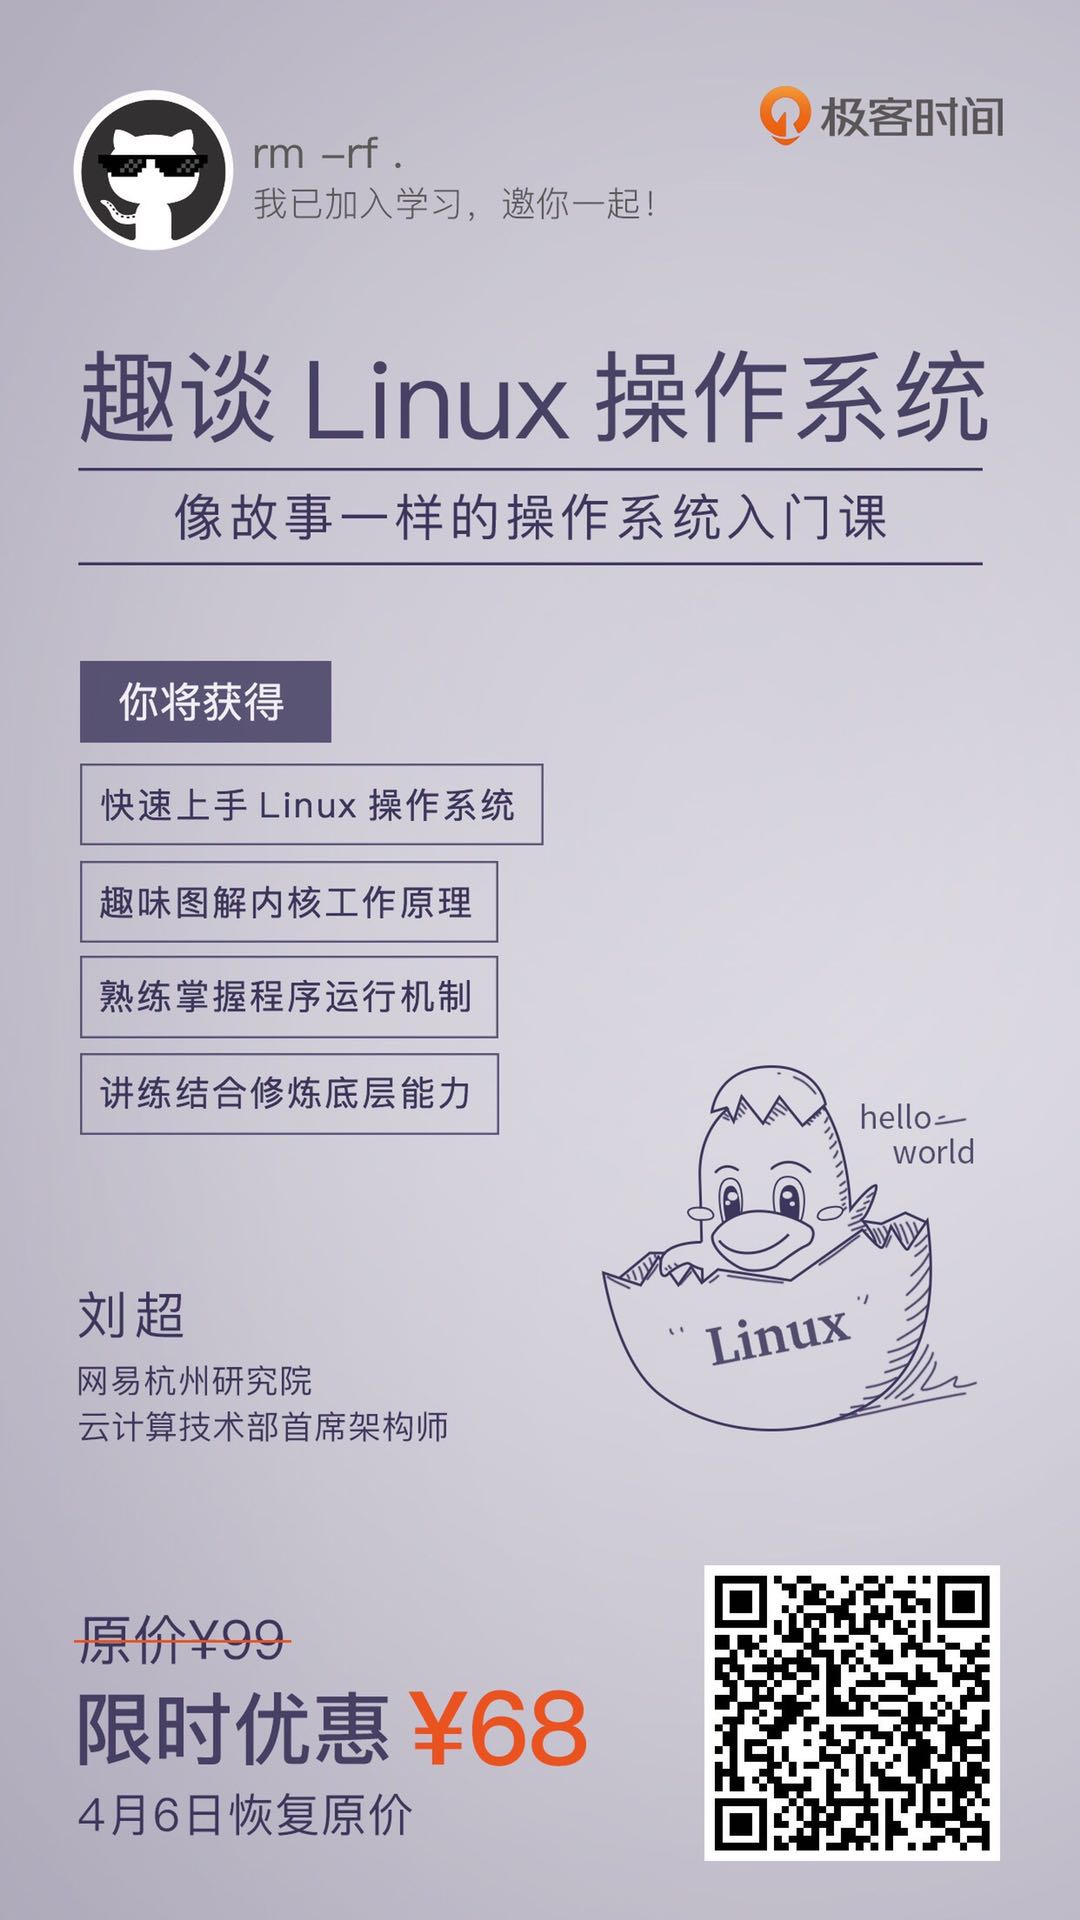 极客时间
rm -rf .
我已加入学习，邀你一起！
趣谈 Linux 操作系统
像故事一样的操作系统入门课
你将获得
快速上手 Linux 操作系统
趣味图解内核工作原理
熟练掌握程序运行机制
讲练结合修炼底层能力
hello
world
Linux
刘超
网易杭州研究院
云计算技术部首席架构师
原价¥99
限时优惠 ¥68
4月6日恢复原价